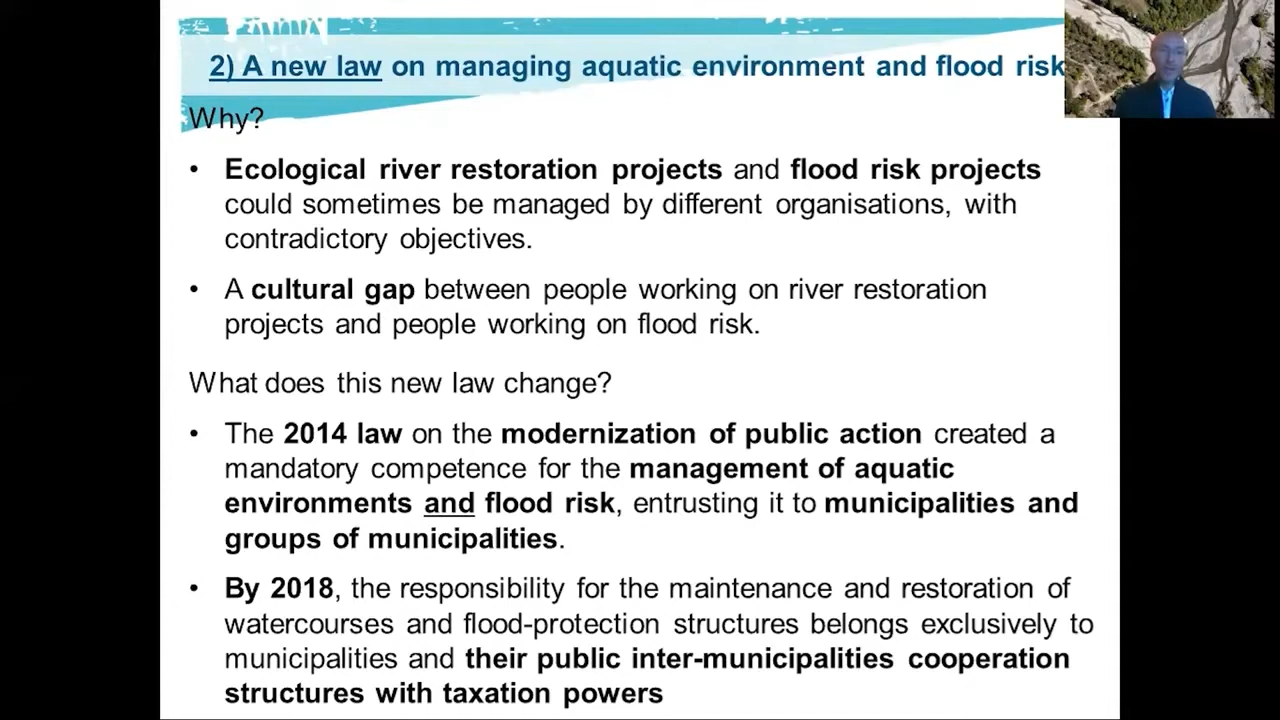 2) A new law on managing aquatic environment and flood risk
Why?
• Ecological river restoration projects and flood risk projects
could sometimes be managed by different organisations, with
contradictory objectives.
• A cultural gap between people working on river restoration
projects and people working on flood risk.
What does this new law change?
• The 2014 law on the modernization of public action created a
mandatory competence for the management of aquatic
environments and flood risk, entrusting it to municipalities and
groups of municipalities.
• By 2018, the responsibility for the maintenance and restoration of
watercourses and flood-protection structures belongs exclusively to
municipalities and their public inter-municipalities cooperation
structures with taxation powers